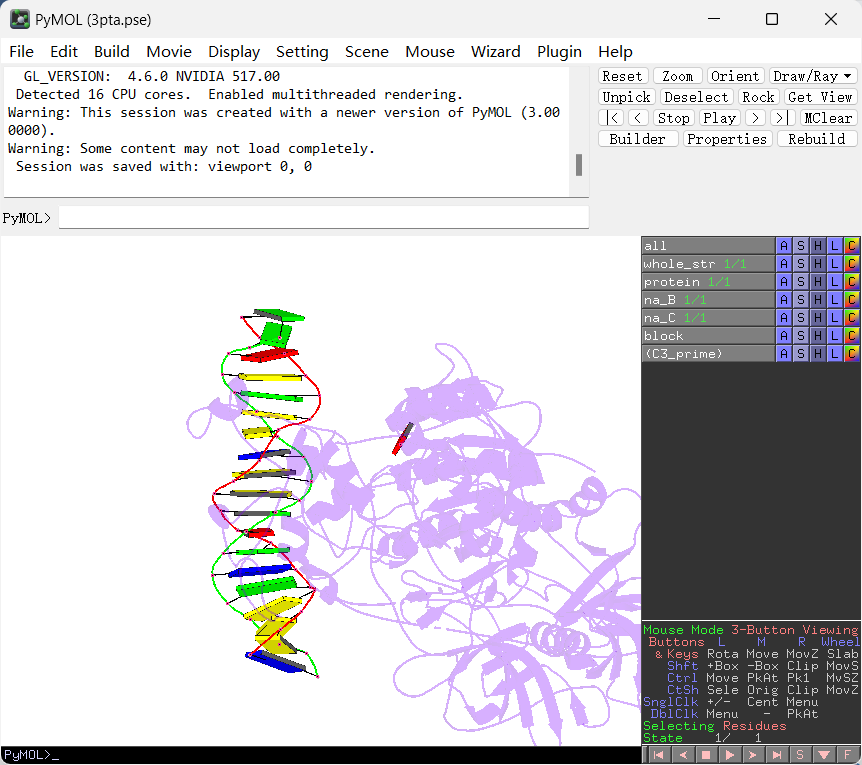 PyMOL (3pta.pse)
File Edit Build Movie Display Setting Scene Mouse Wizard Plugin Help
GL_VERSION: 4.6.0 NVIDIA 517.00
Detected 16 CPU cores. Enabled multithreaded rendering.
Warning: This session was created with a newer version of PyMOL (3.00
0000).
Warning: Some content may not load completely.
Session was saved with: viewport 0, 0
PyMOL>
Reset Zoom Orient Draw/Ray
Unpick Deselect Rock Get View
|< < Stop Play > >| MClear
Builder Properties Rebuild
all A S H L C
whole_str 1/1 A S H L C
protein 1/1 A S H L C
na_B 1/1 A S H L C
na_C 1/1 A S H L C
block A S H L C
(C3_prime) A S H L C
Mouse Mode 3-Button Viewing
Buttons L M R Wheel
& Keys Rota Move MovZ Slab
Shft +Box -Box Clip MovS
Ctrl Move PkAt Pk1 MvSZ
CtSh Sele Orig Clip MovZ
SnglClk +/- Cent Menu
DblClk Menu - PkAt
Selecting Residues
State 1/ 1
PyMOL>_
S F